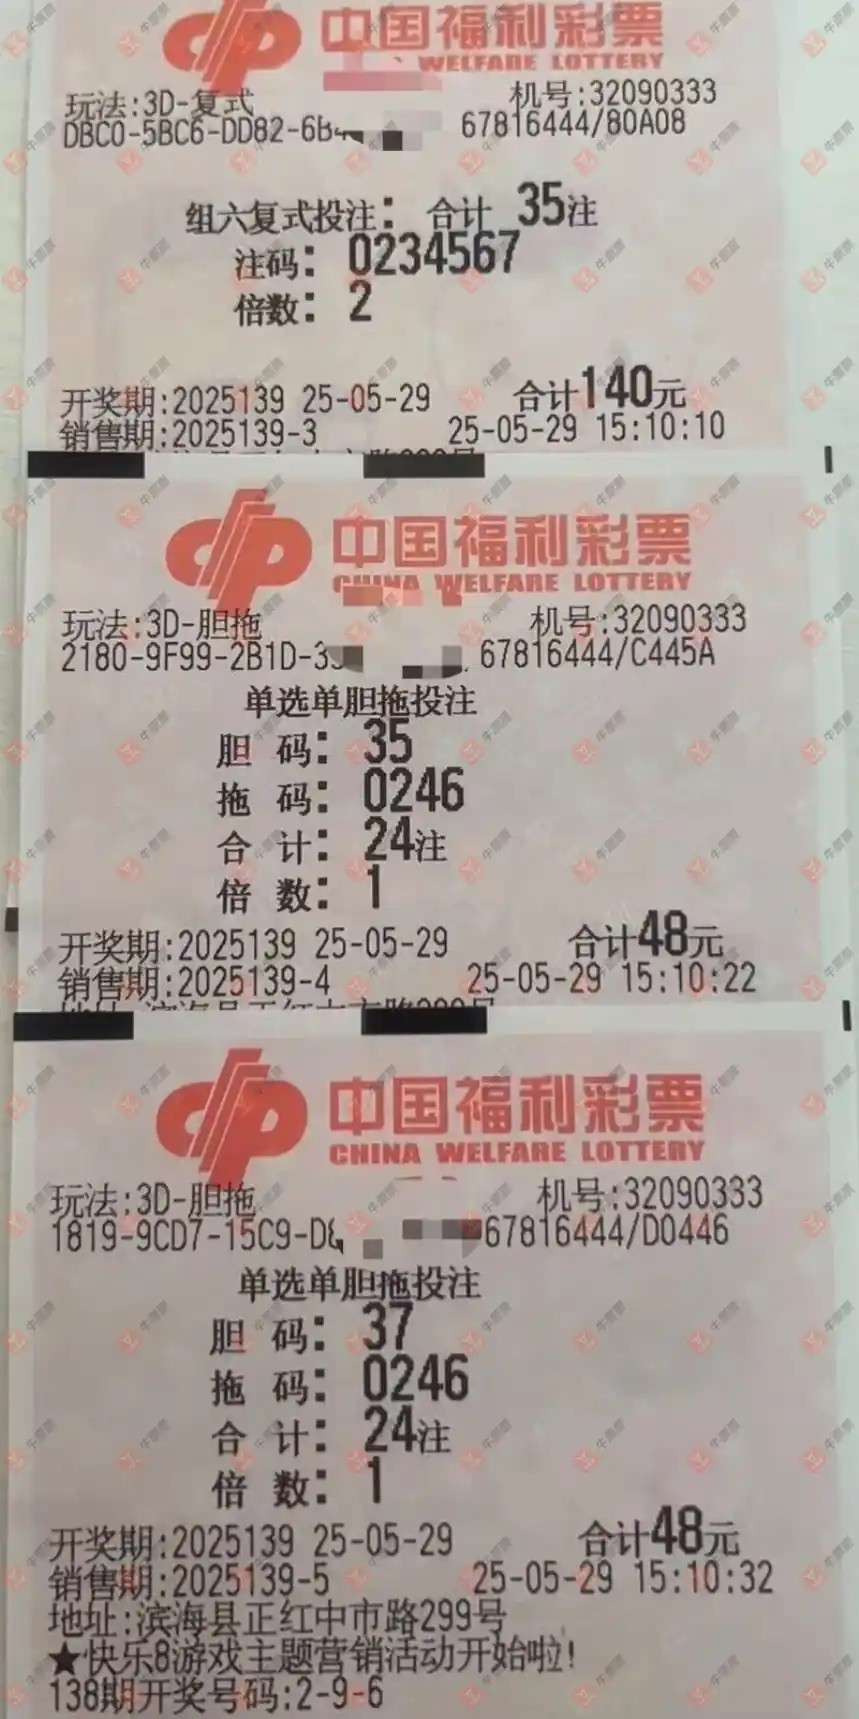 中国福利彩票
WELFARE LOTTERY
玩法:3D-复式 机号:32090333
DBC0-5BC6-DD82-6B 67816444/80A08
组六复式投注: 合计 35注
注码: 0234567
倍数: 2
开奖期:2025139 25-05-29 合计140元
销售期:2025139-3 25-05-29 15:10:10
中国福利彩票
CHINA WELFARE LOTTERY
玩法:3D-胆拖 机号:32090333
2180-9F99-2B1D-3 67816444/C445A
单选单胆拖投注
胆 码: 35
拖 码: 0246
合 计: 24注
倍 数: 1
开奖期:2025139 25-05-29 合计48元
销售期:2025139-4 25-05-29 15:10:22
中国福利彩票
CHINA WELFARE LOTTERY
玩法:3D-胆拖 机号:32090333
1819-9CD7-15C9-D 67816444/D0446
单选单胆拖投注
胆 码: 37
拖 码: 0246
合 计: 24注
倍 数: 1
开奖期:2025139 25-05-29 合计48元
销售期:2025139-5 25-05-29 15:10:32
地址:滨海县正红中市路299号
★快乐8游戏主题营销活动开始啦!
138期开奖号码:2-9-6